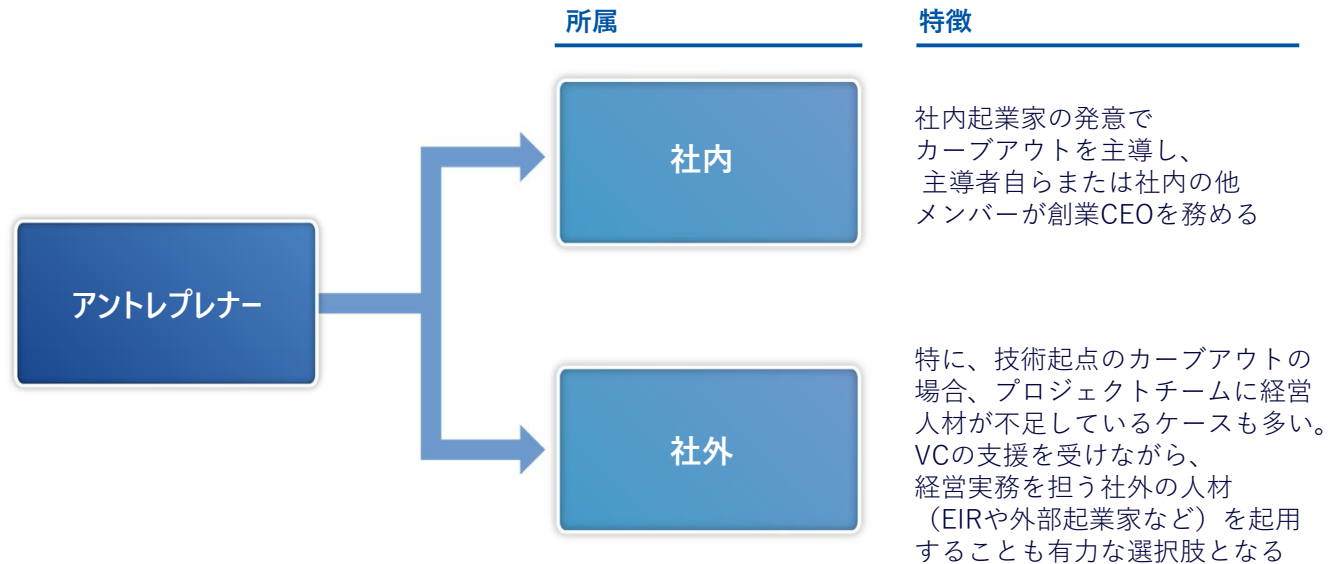 所属
特徴
アントレプレナー
社内
社内起業家の発意で
カーブアウトを主導し、
主導者自らまたは社内の他
メンバーが創業CEOを務める
社外
特に、技術起点のカーブアウトの
場合、プロジェクトチームに経営
人材が不足しているケースも多い。
VCの支援を受けながら、
経営実務を担う社外の人材
（EIRや外部起業家など）を起用
することも有力な選択肢となる